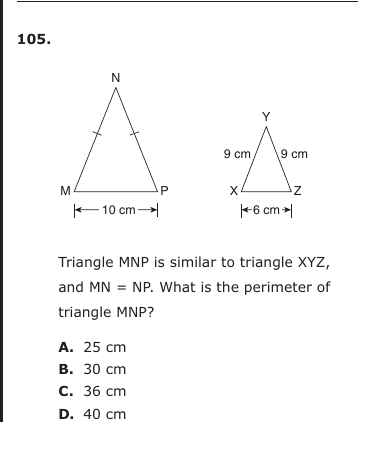 105.
N
Y
9 cm 9 cm
M P X Z
10 cm 6 cm
Triangle MNP is similar to triangle XYZ,
and MN = NP. What is the perimeter of
triangle MNP?
A. 25 cm
B. 30 cm
C. 36 cm
D. 40 cm